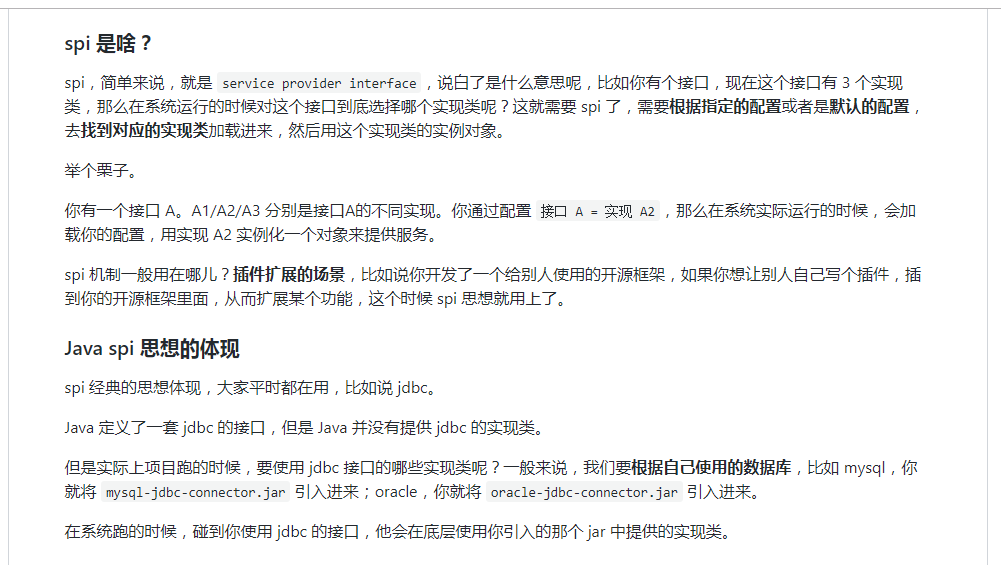 spi 是啥？
spi，简单来说，就是 service provider interface ，说白了是什么意思呢，比如你有个接口，现在这个接口有 3 个实现
类，那么在系统运行的时候对这个接口到底选择哪个实现类呢？这就需要 spi 了，需要根据指定的配置或者是默认的配置，
去找到对应的实现类加载进来，然后用这个实现类的实例对象。
举个栗子。
你有一个接口 A。A1/A2/A3 分别是接口A的不同实现。你通过配置 接口 A = 实现 A2 ，那么在系统实际运行的时候，会加
载你的配置，用实现 A2 实例化一个对象来提供服务。
spi 机制一般用在哪儿？插件扩展的场景，比如说你开发了一个给别人使用的开源框架，如果你想让别人自己写个插件，插
到你的开源框架里面，从而扩展某个功能，这个时候 spi 思想就用上了。
Java spi 思想的体现
spi 经典的思想体现，大家平时都在用，比如说 jdbc。
Java 定义了一套 jdbc 的接口，但是 Java 并没有提供 jdbc 的实现类。
但是实际上项目跑的时候，要使用 jdbc 接口的哪些实现类呢？一般来说，我们要根据自己使用的数据库，比如 mysql，你
就将 mysql-jdbc-connector.jar 引入进来；oracle，你就将 oracle-jdbc-connector.jar 引入进来。
在系统跑的时候，碰到你使用 jdbc 的接口，他会在底层使用你引入的那个 jar 中提供的实现类。